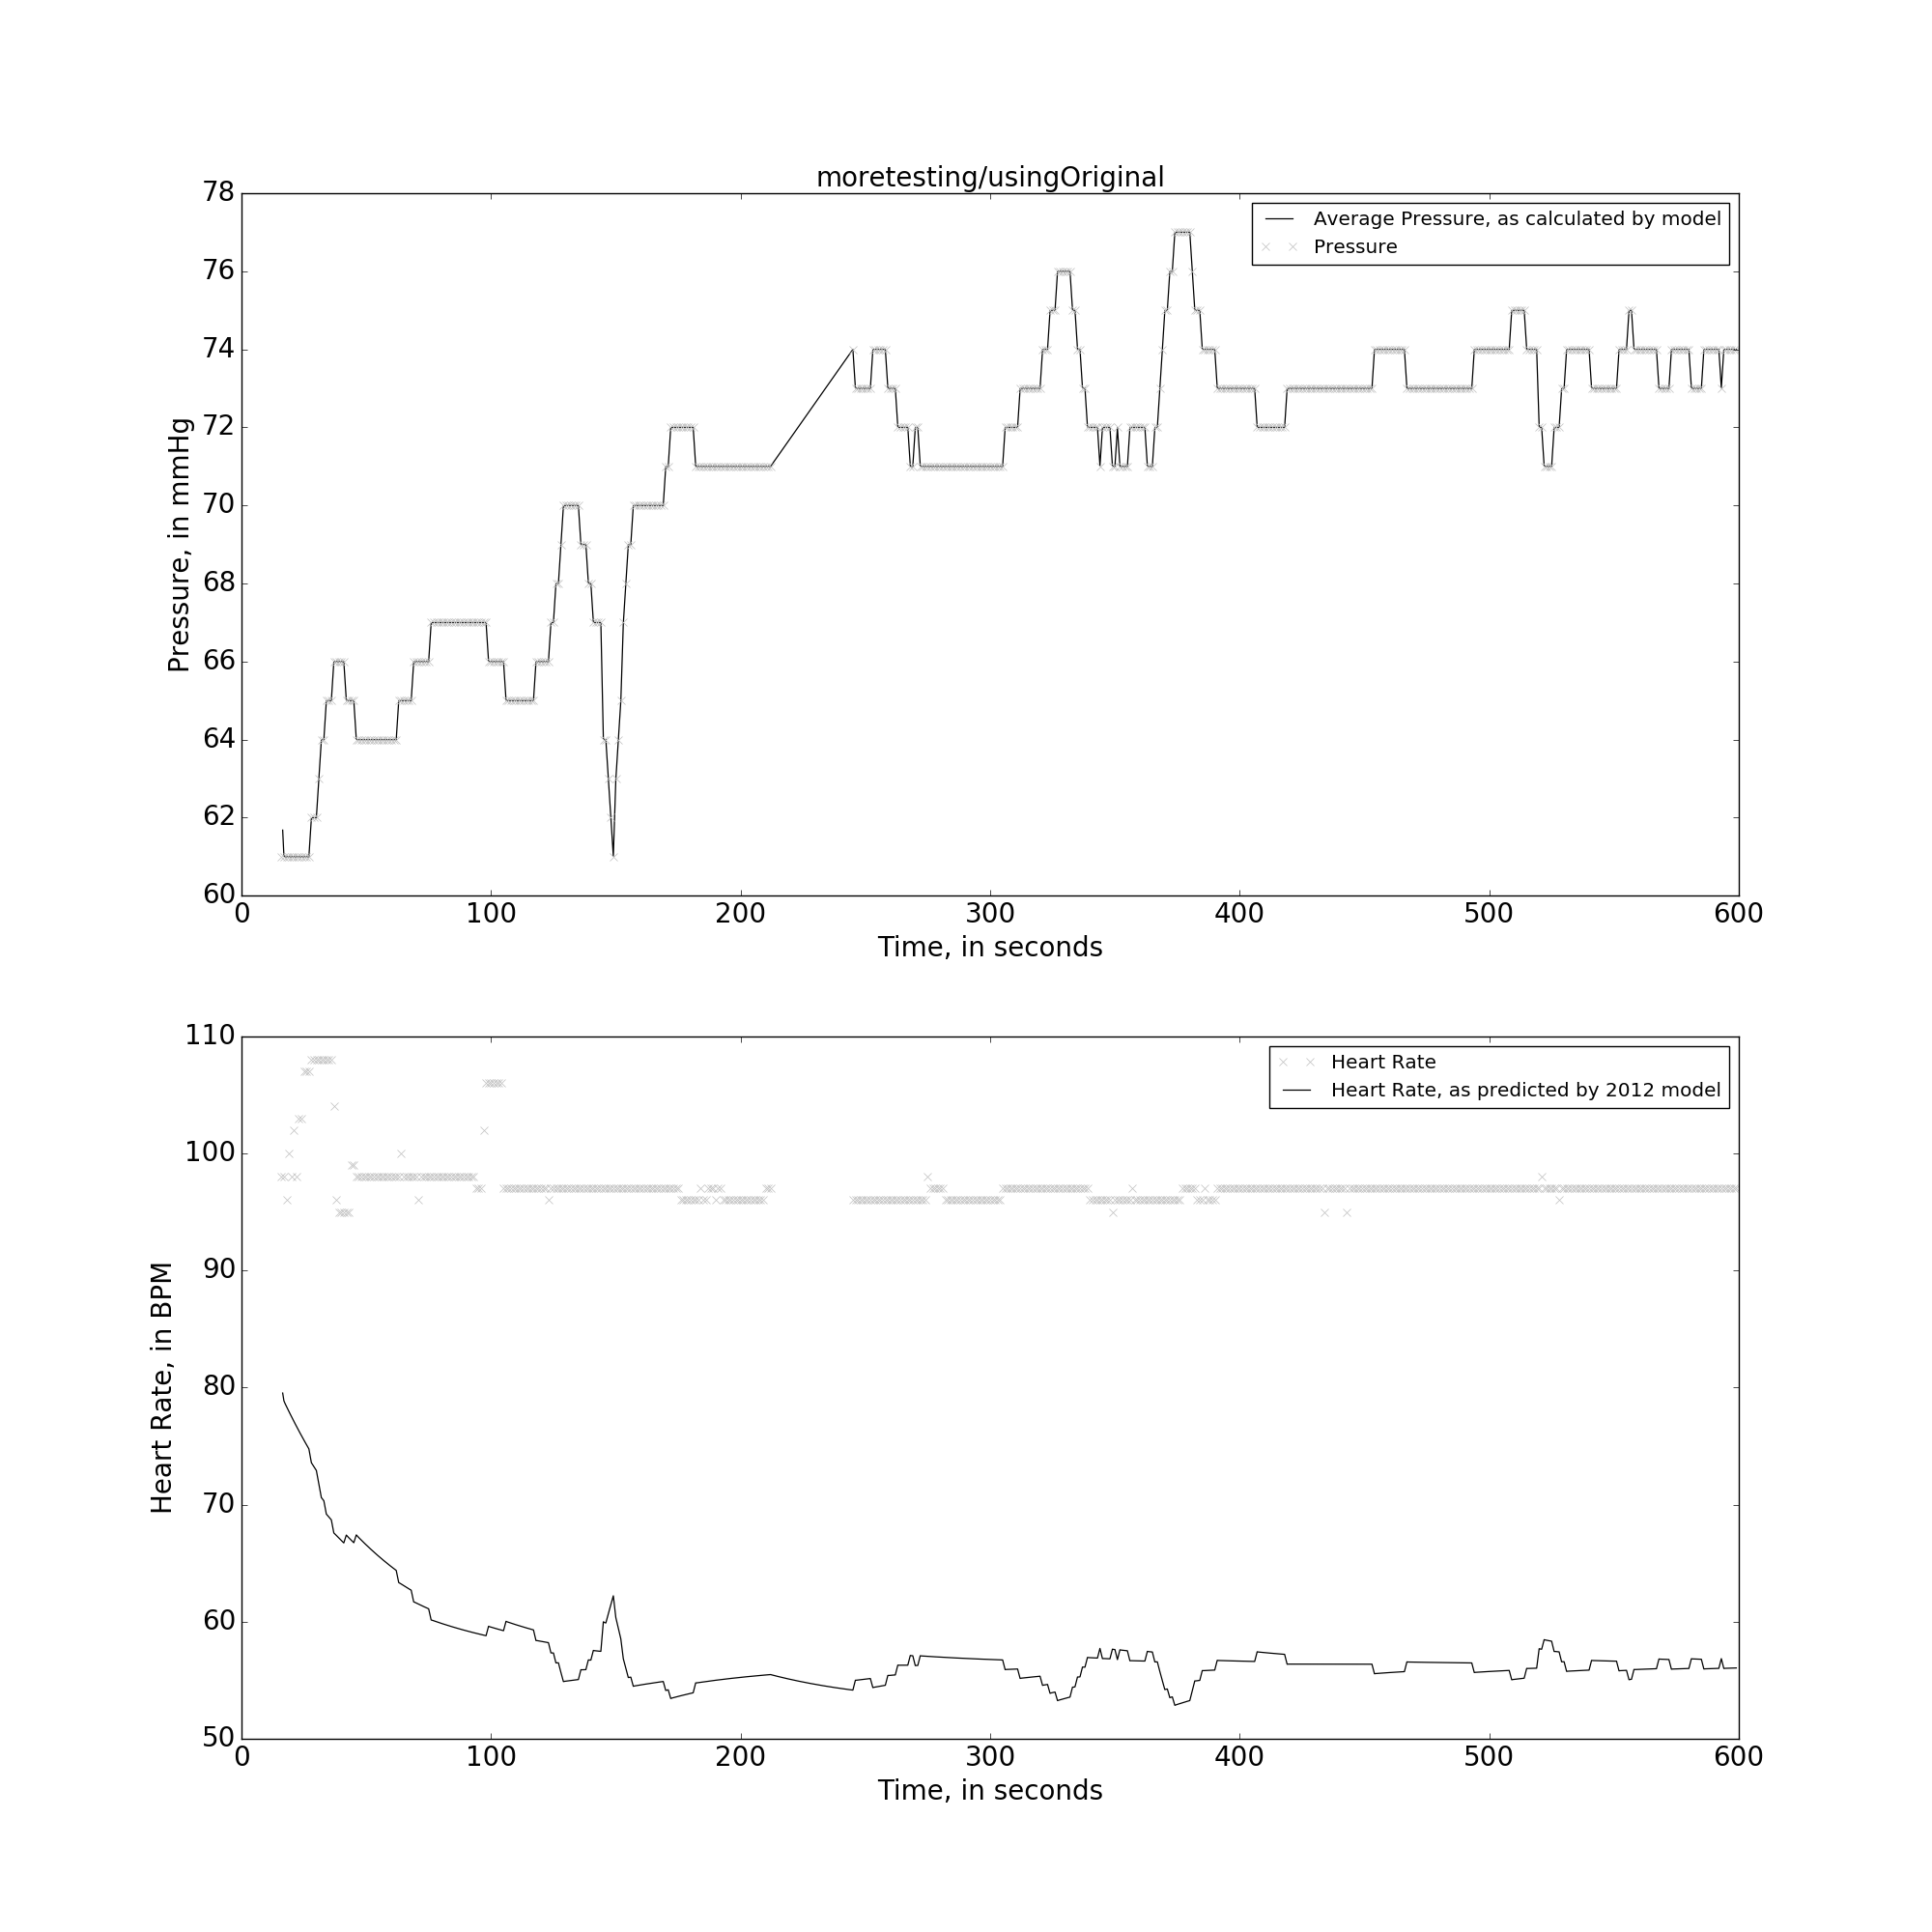 moretesting/usingOriginal
78
76
74
72
70
68
66
64
62
60
Pressure, in mmHg
Average Pressure, as calculated by model
Pressure
0 100 200 300 400 500 600
Time, in seconds
110
100
90
80
70
60
50
Heart Rate, in BPM
Heart Rate
Heart Rate, as predicted by 2012 model
0 100 200 300 400 500 600
Time, in seconds